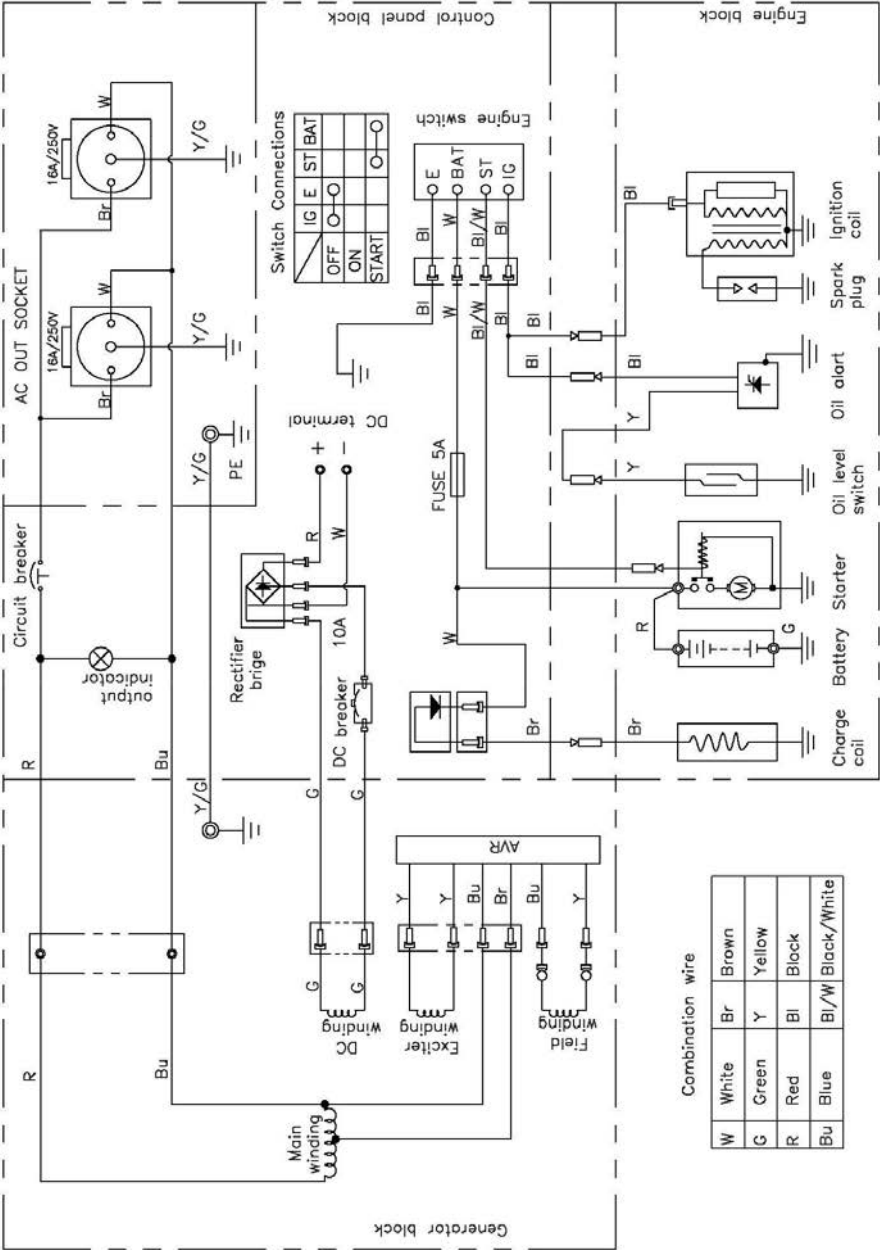 Control panel block
Engine block
AC OUT SOCKET
16A/250V
16A/250V
Br
W
Y/G
Br
W
Y/G
Y/G
PE
Switch Connections
IG E ST BAT
OFF
ON
START
Engine switch
E
BAT
ST
IG
Bl
W
Bl/W
Bl
Bl
W
Bl/W
Bl
Bl
Bl
Bl
Bl
Y
Y
Ignition
coil
Spark
plug
Oil alart
Oil level
switch
Starter
M
Battery
R
G
Charge
coil
Br
Br
W
FUSE 5A
DC terminal
+
−
R
W
Rectifier
brige
10A
DC breaker
Circuit breaker
output
indicator
R
Bu
Y/G
G
G
AVR
Y
Y
Bu
Br
Bu
Y
G
G
DC
winding
Exciter
winding
Field
winding
R
Bu
Main
winding
Generator block
Combination wire
W White Br Brown
G Green Y Yellow
R Red Bl Black
Bu Blue Bl/W Black/White